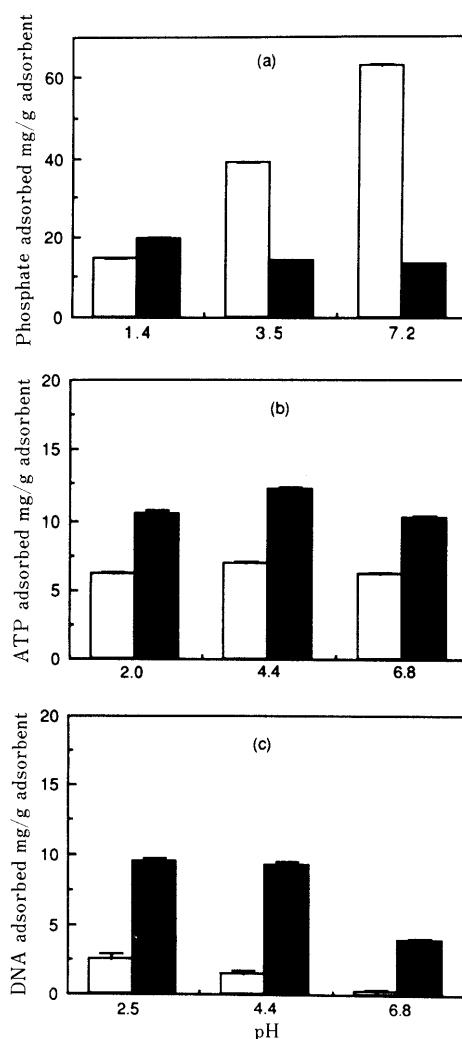 Phosphate adsorbed mg/g adsorbent
(a)
60
40
20
0
1.4 3.5 7.2
ATP adsorbed mg/g adsorbent
(b)
20
15
10
5
0
2.0 4.4 6.8
DNA adsorbed mg/g adsorbent
(c)
20
15
10
5
0
2.5 4.4 6.8
pH